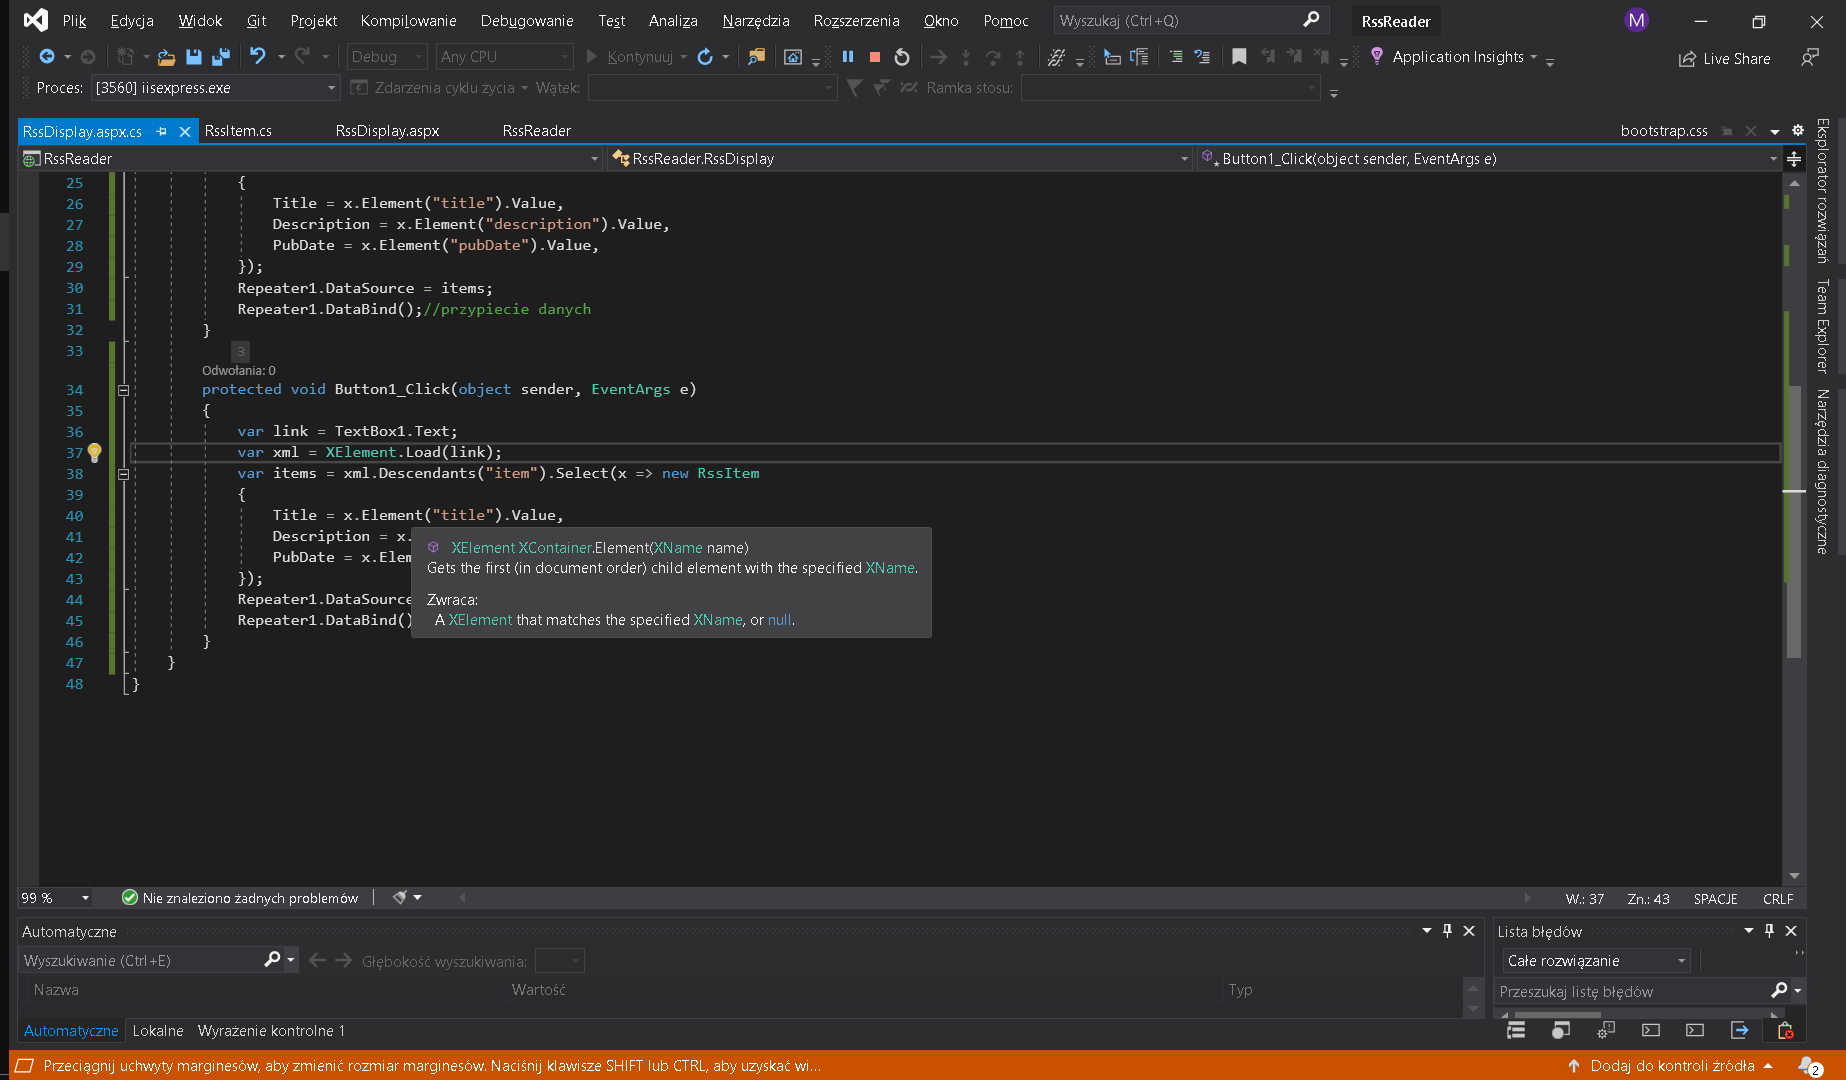 Plik Edycja Widok Git Projekt Kompilowanie Debugowanie Test Analiza Narzędzia Rozszerzenia Okno Pomoc Wyszukaj (Ctrl+Q) RssReader M
Debug Any CPU Kontynuuj Application Insights Live Share
Proces: [3560] iisexpress.exe Zdarzenia cyklu życia Wątek: Ramka stosu:
RssDisplay.aspx.cs RssItem.cs RssDisplay.aspx RssReader bootstrap.css
RssReader RssReader.RssDisplay Button1_Click(object sender, EventArgs e)
25 {
26 Title = x.Element("title").Value,
27 Description = x.Element("description").Value,
28 PubDate = x.Element("pubDate").Value,
29 });
30 Repeater1.DataSource = items;
31 Repeater1.DataBind();//przypiecie danych
32 }
33 3
Odwołania: 0
34 protected void Button1_Click(object sender, EventArgs e)
35 {
36 var link = TextBox1.Text;
37 var xml = XElement.Load(link);
38 var items = xml.Descendants("item").Select(x => new RssItem
39 {
40 Title = x.Element("title").Value,
41 Description = x.
42 PubDate = x.Elem
43 });
44 Repeater1.DataSource
45 Repeater1.DataBind()
46 }
47 }
48 }
XElement XContainer.Element(XName name)
Gets the first (in document order) child element with the specified XName.
Zwraca:
A XElement that matches the specified XName, or null.
Eksplorator rozwiązań
Team Explorer
Narzędzia diagnostyczne
99 % Nie znaleziono żadnych problemów W.: 37 Zn.: 43 SPACJE CRLF
Automatyczne
Wyszukiwanie (Ctrl+E) Głębokość wyszukiwania:
Nazwa Wartość Typ
Automatyczne Lokalne Wyrażenie kontrolne 1
Lista błędów
Całe rozwiązanie
Przeszukaj listę błędów
Przeciągnij uchwyty marginesów, aby zmienić rozmiar marginesów. Naciśnij klawisze SHIFT lub CTRL, aby uzyskać wi... Dodaj do kontroli źródła 2